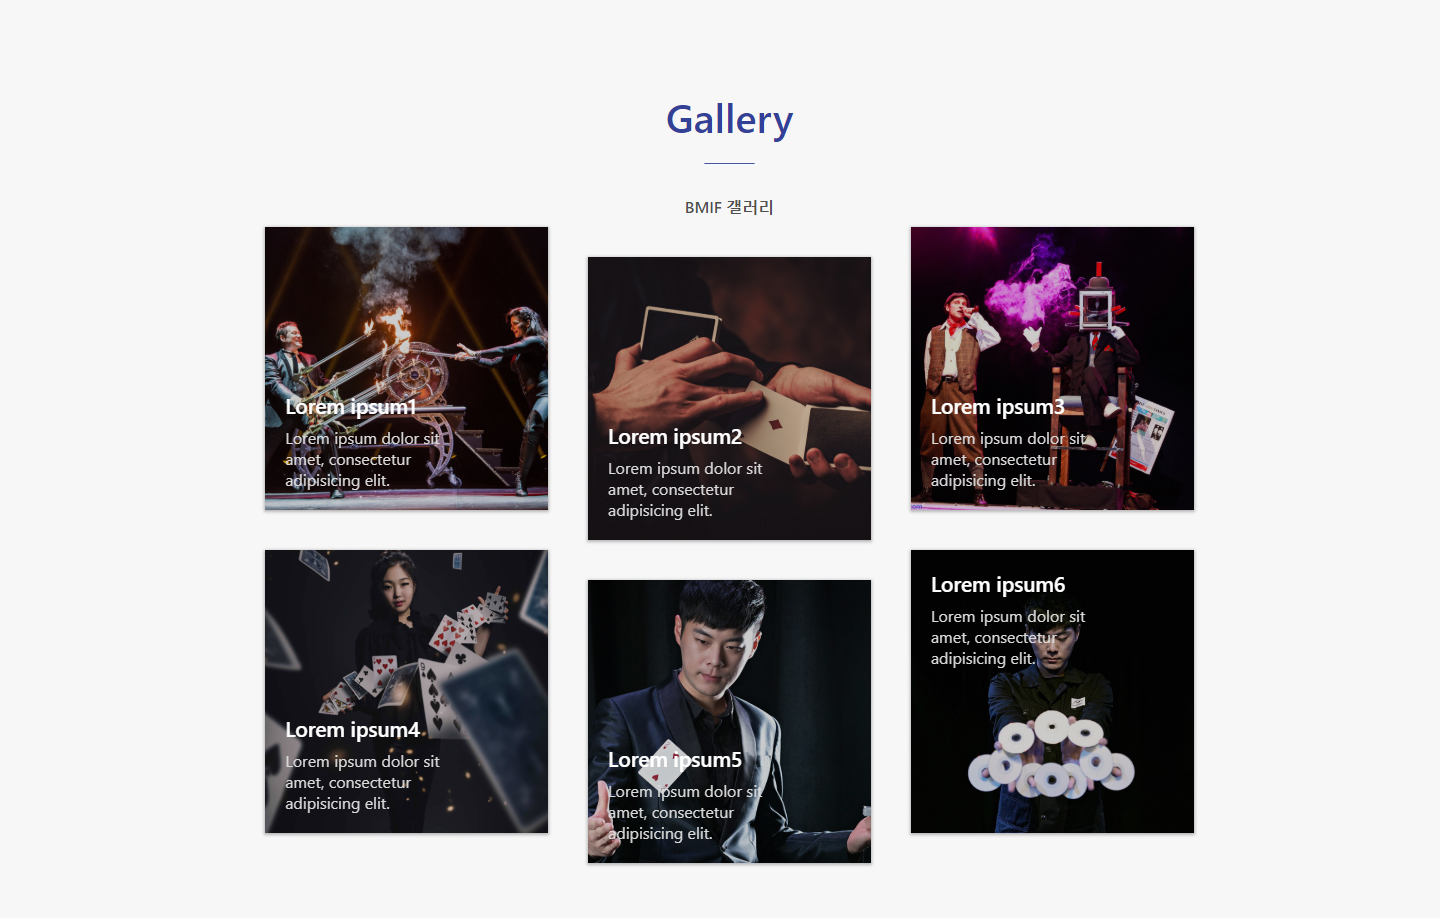 Gallery
BMIF 갤러리
Lorem ipsum1
Lorem ipsum dolor sit
amet, consectetur
adipisicing elit.
Lorem ipsum2
Lorem ipsum dolor sit
amet, consectetur
adipisicing elit.
Lorem ipsum3
Lorem ipsum dolor sit
amet, consectetur
adipisicing elit.
Lorem ipsum4
Lorem ipsum dolor sit
amet, consectetur
adipisicing elit.
Lorem ipsum5
Lorem ipsum dolor sit
amet, consectetur
adipisicing elit.
Lorem ipsum6
Lorem ipsum dolor sit
amet, consectetur
adipisicing elit.